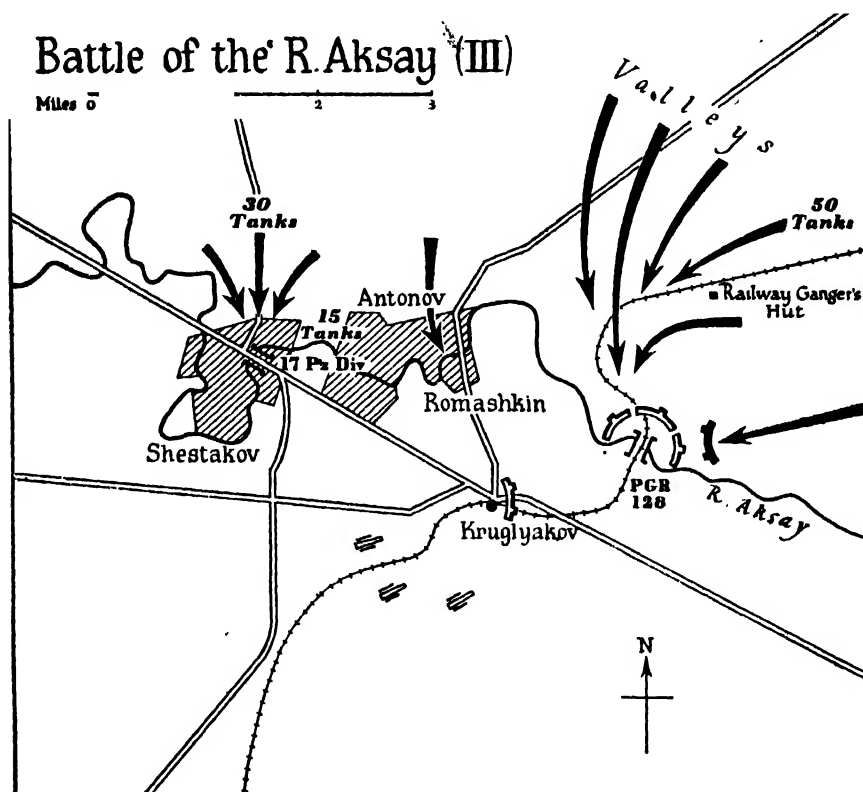 Battle of the R. Aksay (III)
Miles 0 2 3
Valleys
30
Tanks
50
Tanks
Railway Ganger's
Hut
Antonov
15
Tanks
17 Pz Div
Romashkin
Shestakov
PGR
128
R. Aksay
Kruglyakov
N